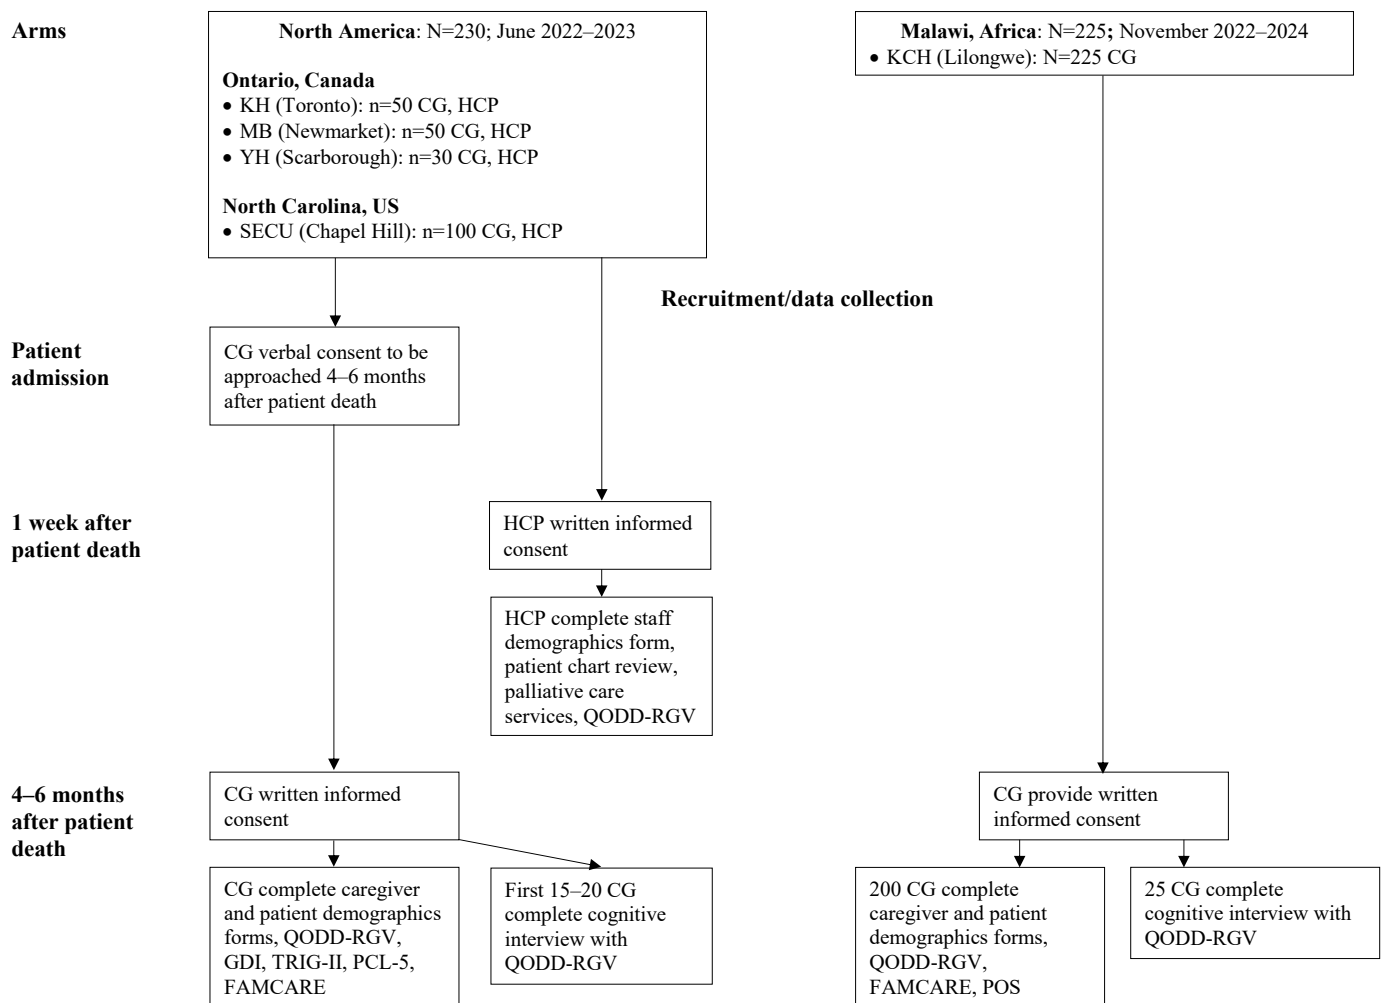 Arms
North America: N=230; June 2022–2023
Ontario, Canada
• KH (Toronto): n=50 CG, HCP
• MB (Newmarket): n=50 CG, HCP
• YH (Scarborough): n=30 CG, HCP
North Carolina, US
• SECU (Chapel Hill): n=100 CG, HCP
Malawi, Africa: N=225; November 2022–2024
• KCH (Lilongwe): N=225 CG
Recruitment/data collection
Patient
admission
CG verbal consent to be
approached 4–6 months
after patient death
1 week after
patient death
HCP written informed
consent
HCP complete staff
demographics form,
patient chart review,
palliative care
services, QODD-RGV
4–6 months
after patient
death
CG written informed
consent
CG provide written
informed consent
CG complete caregiver
and patient demographics
forms, QODD-RGV,
GDI, TRIG-II, PCL-5,
FAMCARE
First 15–20 CG
complete cognitive
interview with
QODD-RGV
200 CG complete
caregiver and patient
demographics forms,
QODD-RGV,
FAMCARE, POS
25 CG complete
cognitive interview with
QODD-RGV